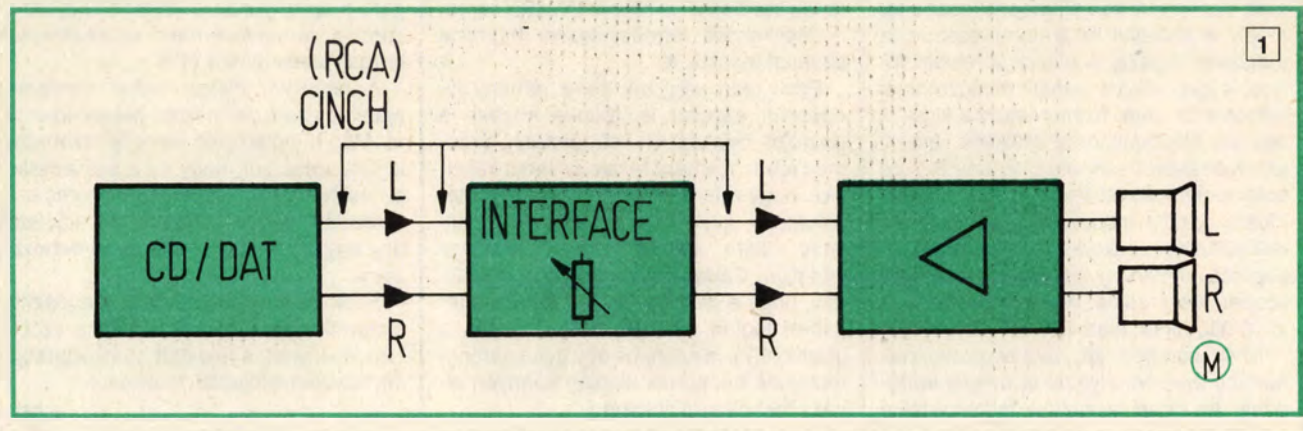 1
(RCA)
CINCH
CD / DAT
L
R
INTERFACE
L
R
L
R
M